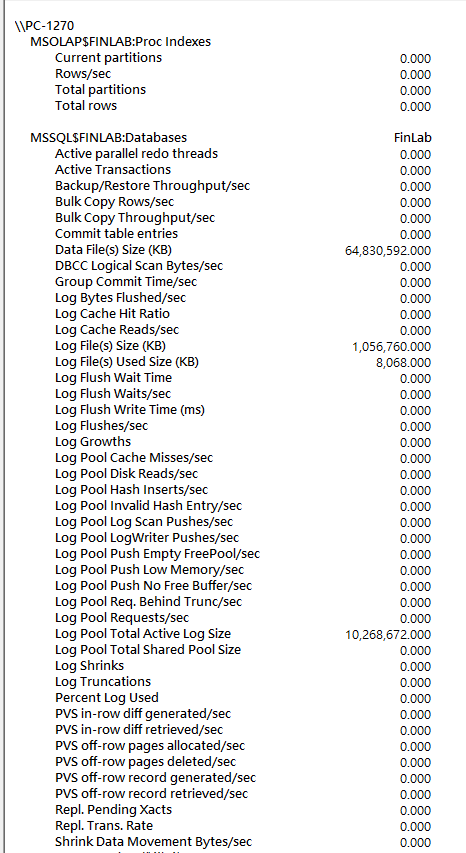 \\PC-1270
MSOLAP$FINLAB:Proc Indexes
Current partitions 0.000
Rows/sec 0.000
Total partitions 0.000
Total rows 0.000
MSSQL$FINLAB:Databases FinLab
Active parallel redo threads 0.000
Active Transactions 0.000
Backup/Restore Throughput/sec 0.000
Bulk Copy Rows/sec 0.000
Bulk Copy Throughput/sec 0.000
Commit table entries 0.000
Data File(s) Size (KB) 64,830,592.000
DBCC Logical Scan Bytes/sec 0.000
Group Commit Time/sec 0.000
Log Bytes Flushed/sec 0.000
Log Cache Hit Ratio 0.000
Log Cache Reads/sec 0.000
Log File(s) Size (KB) 1,056,760.000
Log File(s) Used Size (KB) 8,068.000
Log Flush Wait Time 0.000
Log Flush Waits/sec 0.000
Log Flush Write Time (ms) 0.000
Log Flushes/sec 0.000
Log Growths 0.000
Log Pool Cache Misses/sec 0.000
Log Pool Disk Reads/sec 0.000
Log Pool Hash Inserts/sec 0.000
Log Pool Invalid Hash Entry/sec 0.000
Log Pool Log Scan Pushes/sec 0.000
Log Pool LogWriter Pushes/sec 0.000
Log Pool Push Empty FreePool/sec 0.000
Log Pool Push Low Memory/sec 0.000
Log Pool Push No Free Buffer/sec 0.000
Log Pool Req. Behind Trunc/sec 0.000
Log Pool Requests/sec 0.000
Log Pool Total Active Log Size 10,268,672.000
Log Pool Total Shared Pool Size 0.000
Log Shrinks 0.000
Log Truncations 0.000
Percent Log Used 0.000
PVS in-row diff generated/sec 0.000
PVS in-row diff retrieved/sec 0.000
PVS off-row pages allocated/sec 0.000
PVS off-row pages deleted/sec 0.000
PVS off-row record generated/sec 0.000
PVS off-row record retrieved/sec 0.000
Repl. Pending Xacts 0.000
Repl. Trans. Rate 0.000
Shrink Data Movement Bytes/sec 0.000